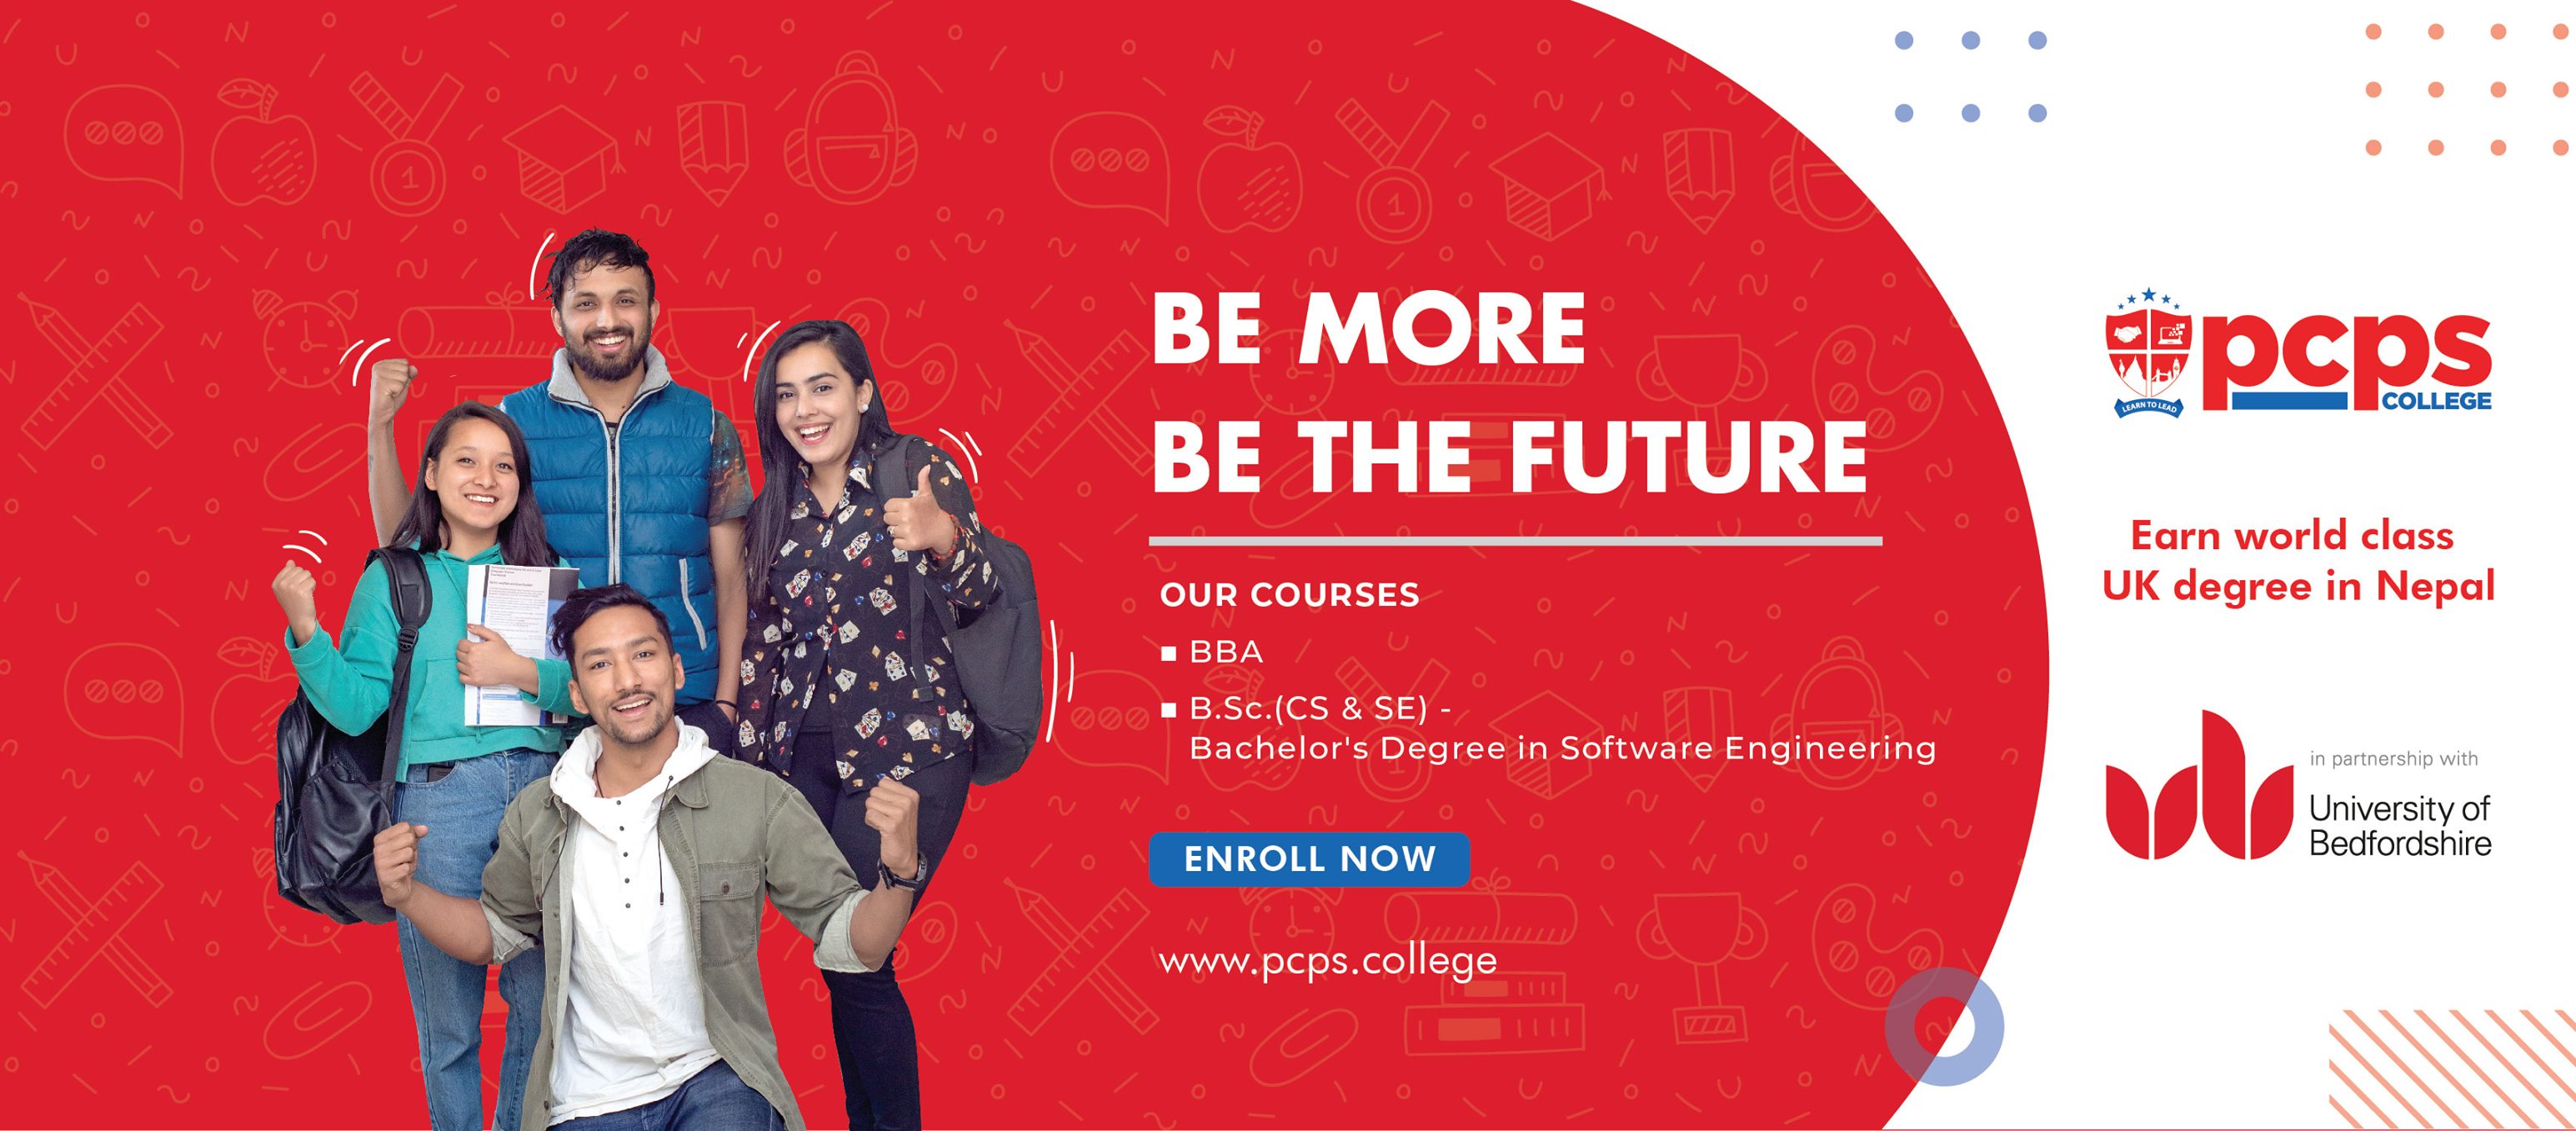 BE MORE
BE THE FUTURE
OUR COURSES
▪ BBA
▪ B.Sc.(CS & SE) -
Bachelor's Degree in Software Engineering
ENROLL NOW
www.pcps.college
LEARN TO LEAD
pcps
COLLEGE
Earn world class
UK degree in Nepal
in partnership with
University of
Bedfordshire